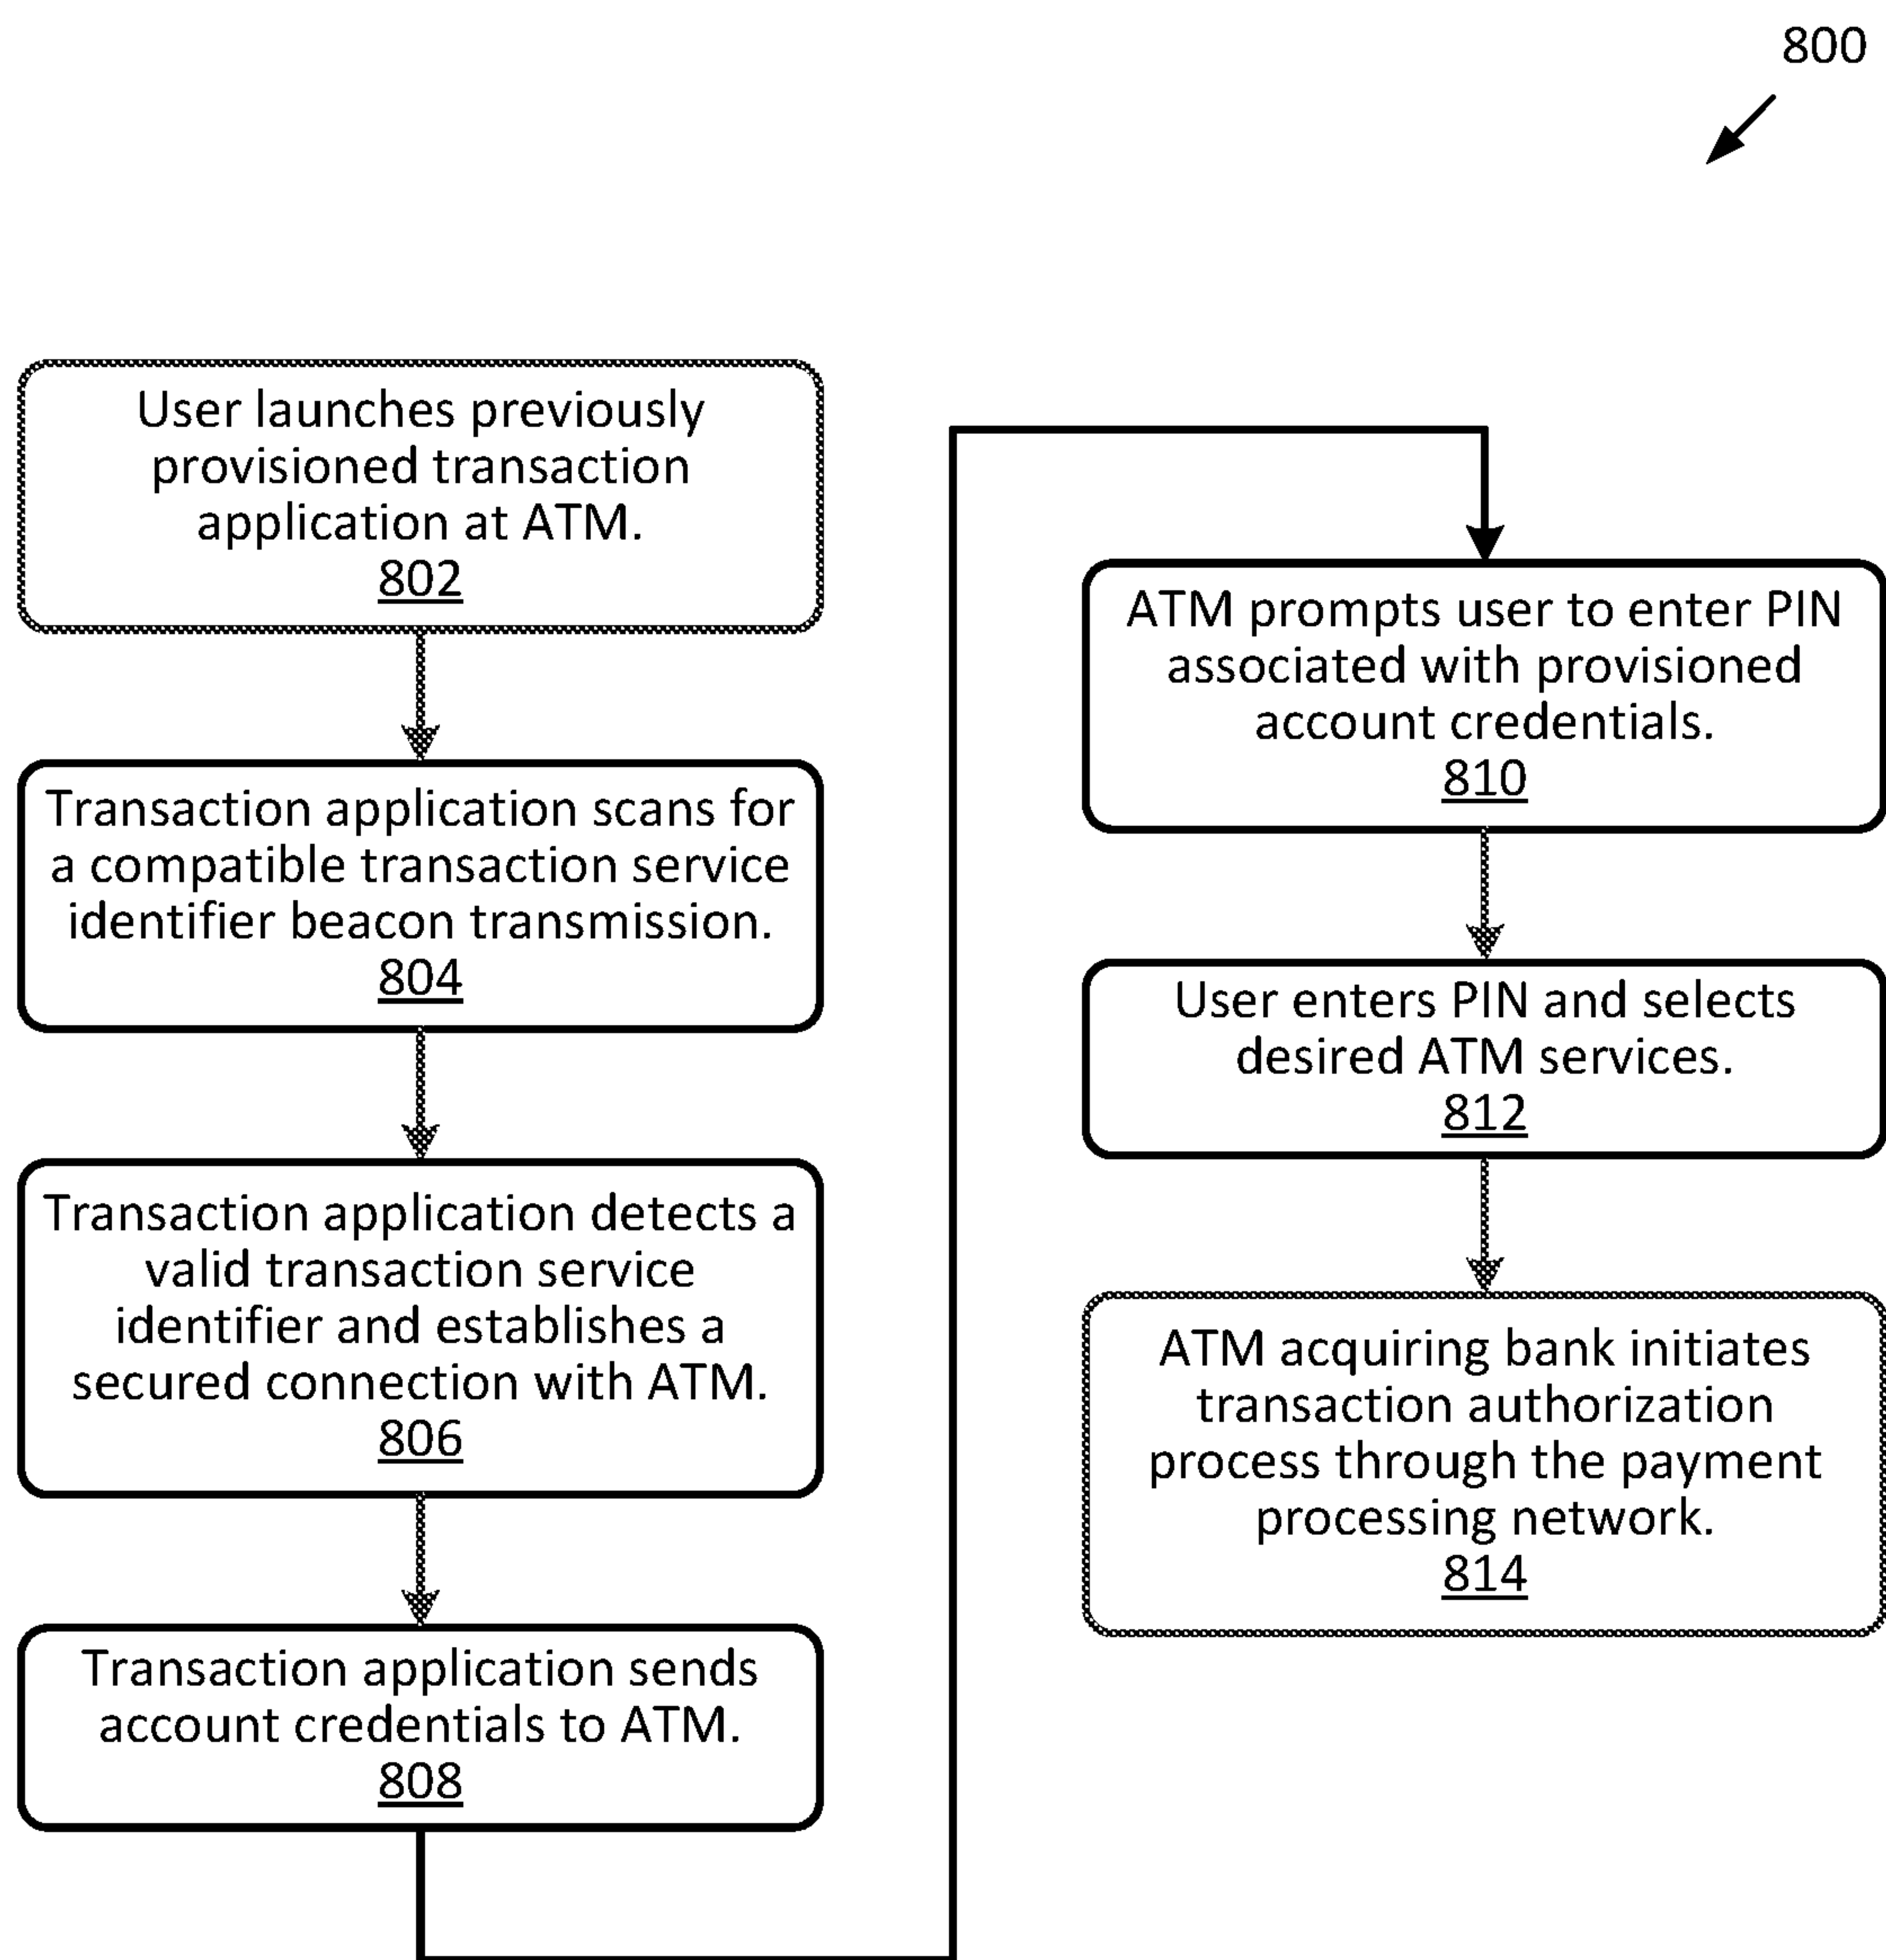 800
User launches previously
provisioned transaction
application at ATM.
802
Transaction application scans for
a compatible transaction service
identifier beacon transmission.
804
Transaction application detects a
valid transaction service
identifier and establishes a
secured connection with ATM.
806
Transaction application sends
account credentials to ATM.
808
ATM prompts user to enter PIN
associated with provisioned
account credentials.
810
User enters PIN and selects
desired ATM services.
812
ATM acquiring bank initiates
transaction authorization
process through the payment
processing network.
814